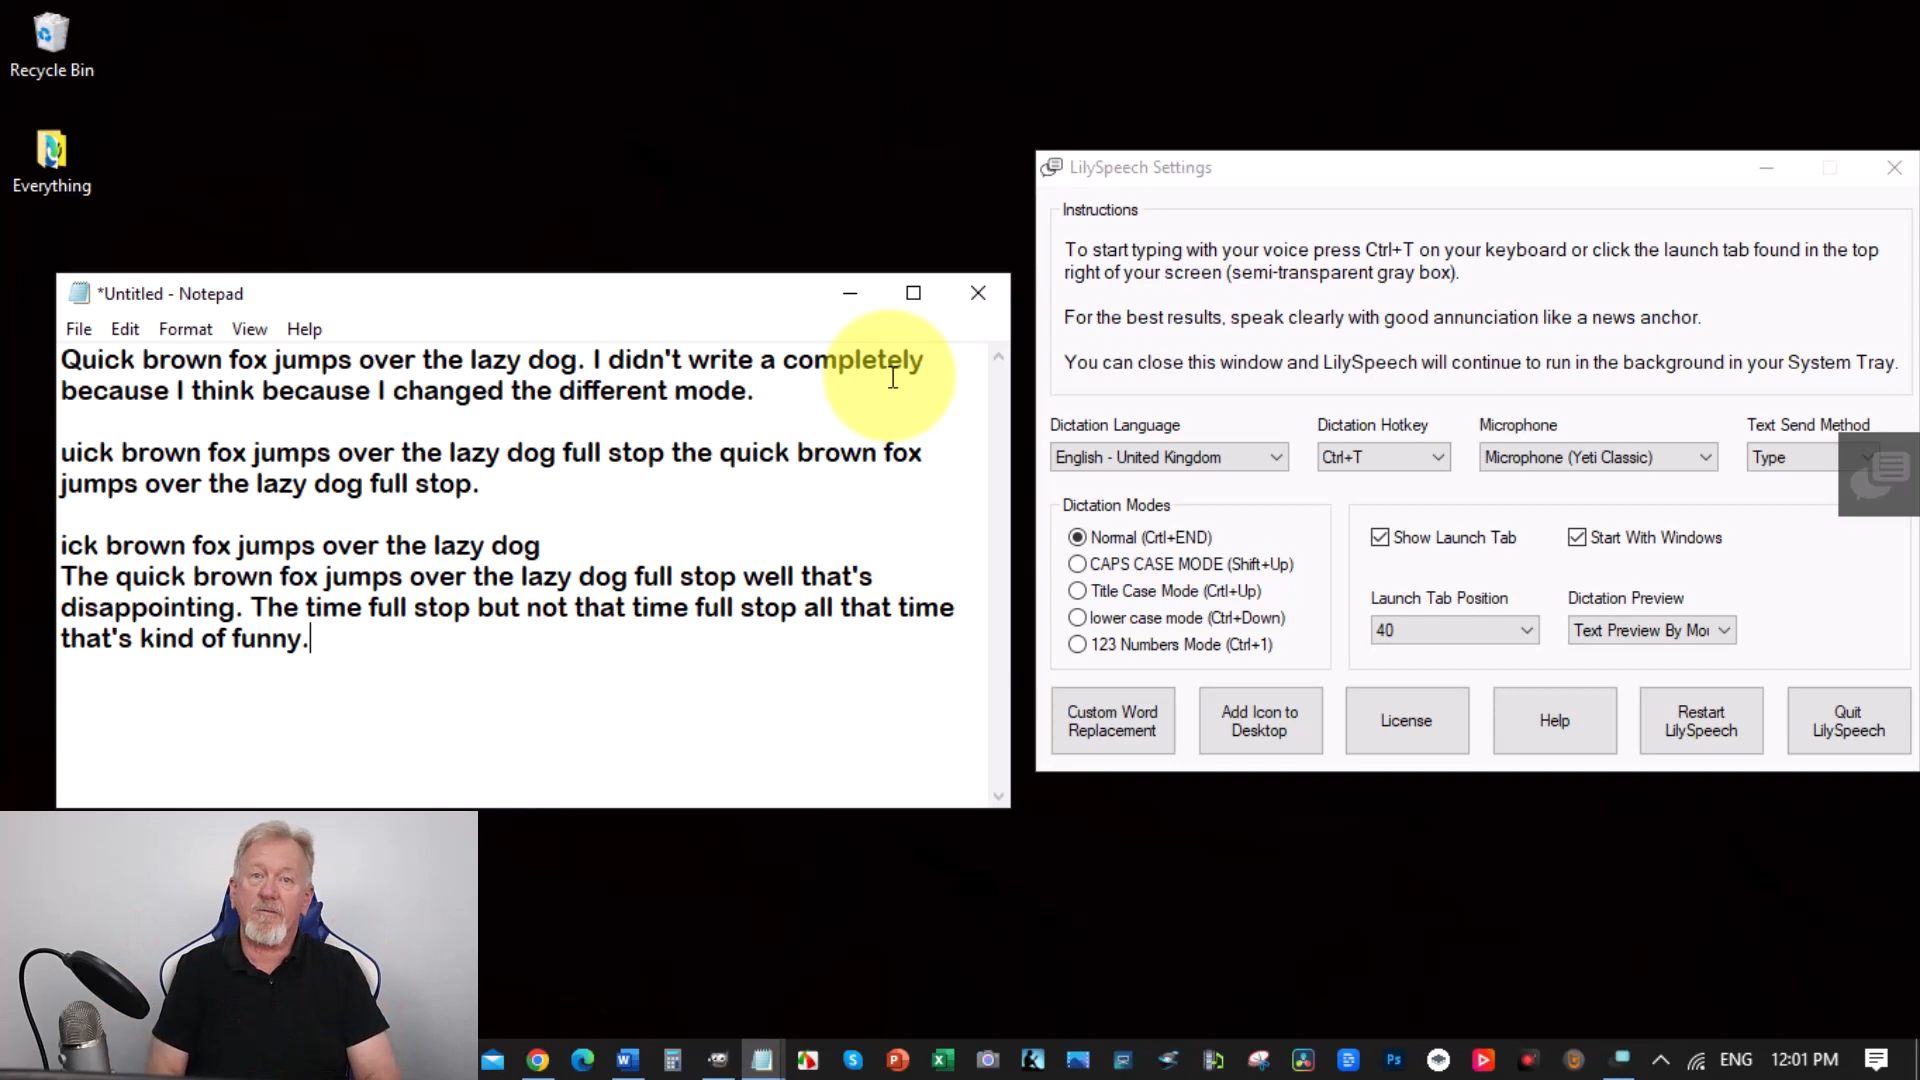 Recycle Bin
Everything
*Untitled - Notepad
File Edit Format View Help
Quick brown fox jumps over the lazy dog. I didn't write a completely
because I think because I changed the different mode.
uick brown fox jumps over the lazy dog full stop the quick brown fox
jumps over the lazy dog full stop.
ick brown fox jumps over the lazy dog
The quick brown fox jumps over the lazy dog full stop well that's
disappointing. The time full stop but not that time full stop all that time
that's kind of funny.
LilySpeech Settings
Instructions
To start typing with your voice press Ctrl+T on your keyboard or click the launch tab found in the top
right of your screen (semi-transparent gray box).
For the best results, speak clearly with good annunciation like a news anchor.
You can close this window and LilySpeech will continue to run in the background in your System Tray.
Dictation Language Dictation Hotkey Microphone Text Send Method
English - United Kingdom Ctrl+T Microphone (Yeti Classic) Type
Dictation Modes
Normal (Crtl+END)
CAPS CASE MODE (Shift+Up)
Title Case Mode (Crtl+Up)
lower case mode (Ctrl+Down)
123 Numbers Mode (Ctrl+1)
Show Launch Tab Start With Windows
Launch Tab Position Dictation Preview
40 Text Preview By Mo
Custom Word
Replacement
Add Icon to
Desktop
License
Help
Restart
LilySpeech
Quit
LilySpeech
ENG 12:01 PM